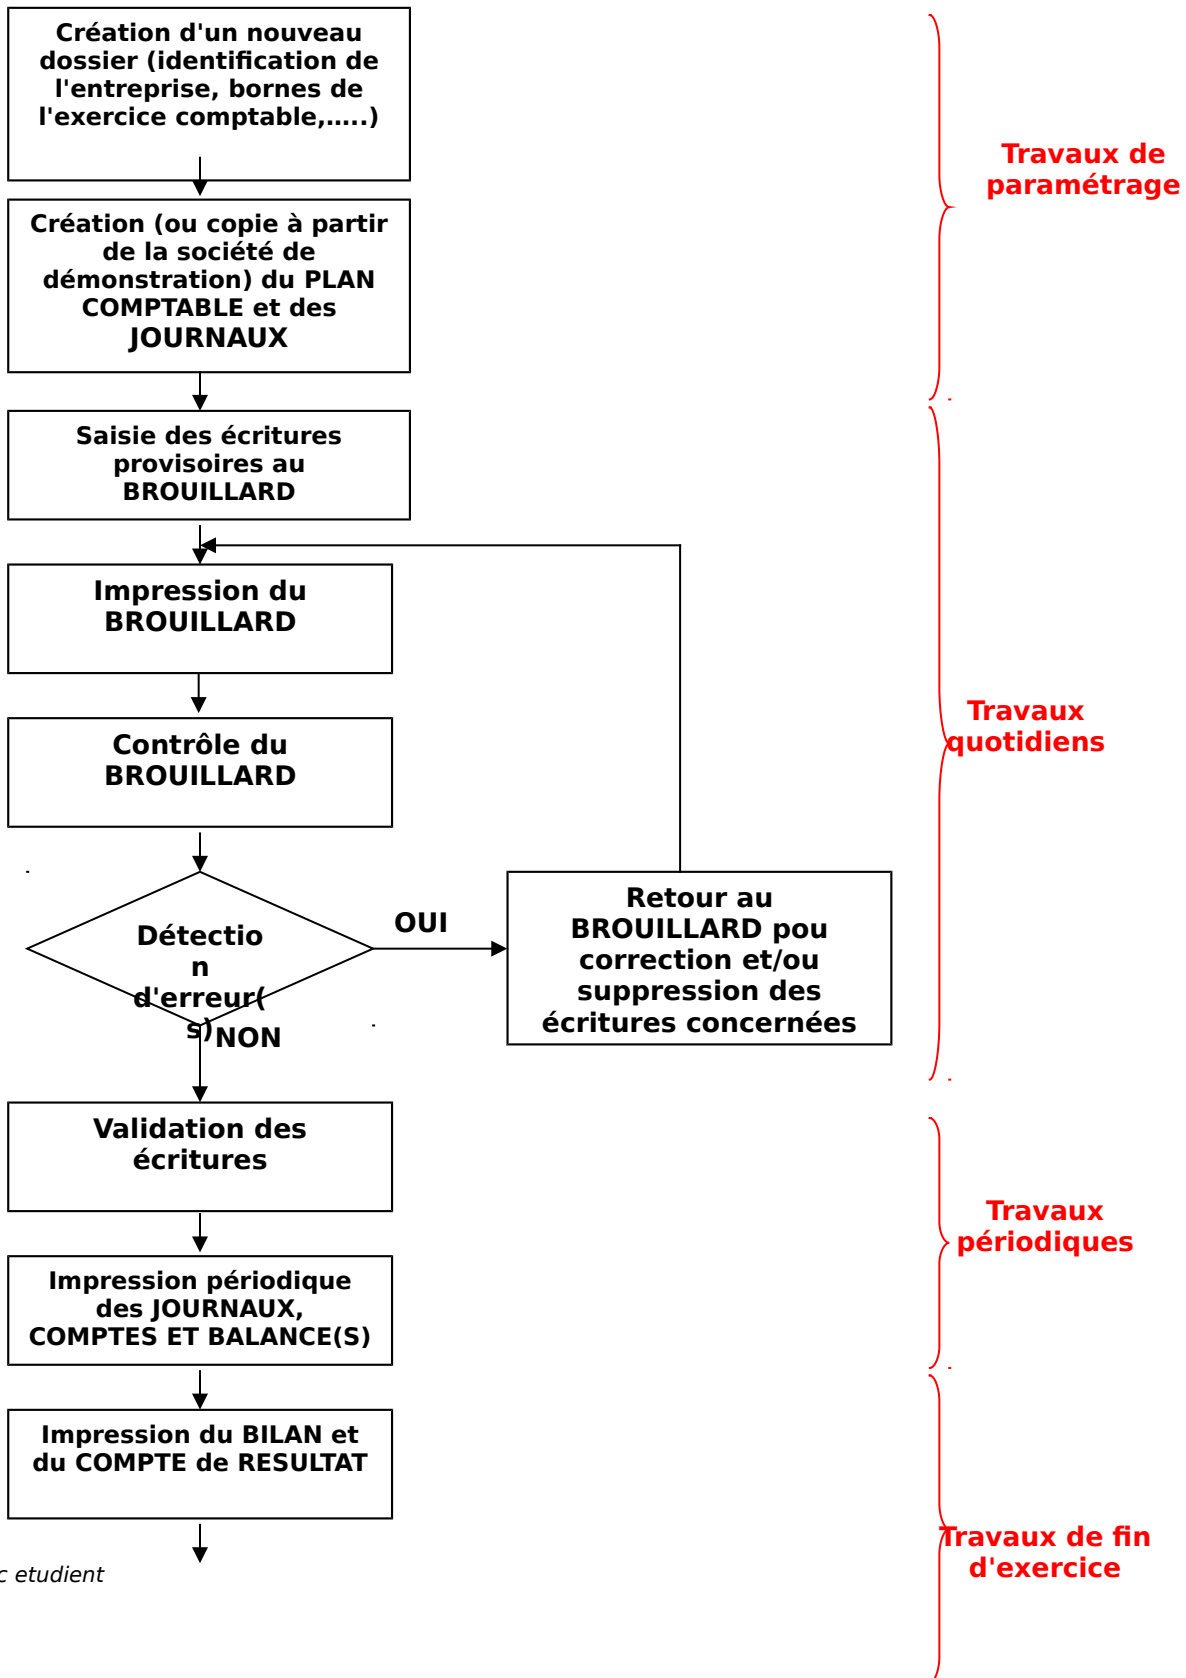 Création d'un nouveau
dossier (identification de
l'entreprise, bornes de
l'exercice comptable,.....)
Travaux de
paramétrage
Création (ou copie à partir
de la société de
démonstration) du PLAN
COMPTABLE et des
JOURNAUX
Saisie des écritures
provisoires au
BROUILLARD
Impression du
BROUILLARD
Travaux
quotidiens
Contrôle du
BROUILLARD
Détectio
n
d'erreur(
s)
OUI
NON
Retour au
BROUILLARD pou
correction et/ou
suppression des
écritures concernées
Validation des
écritures
Travaux
périodiques
Impression périodique
des JOURNAUX,
COMPTES ET BALANCE(S)
Impression du BILAN et
du COMPTE de RESULTAT
Travaux de fin
d'exercice
c etudient